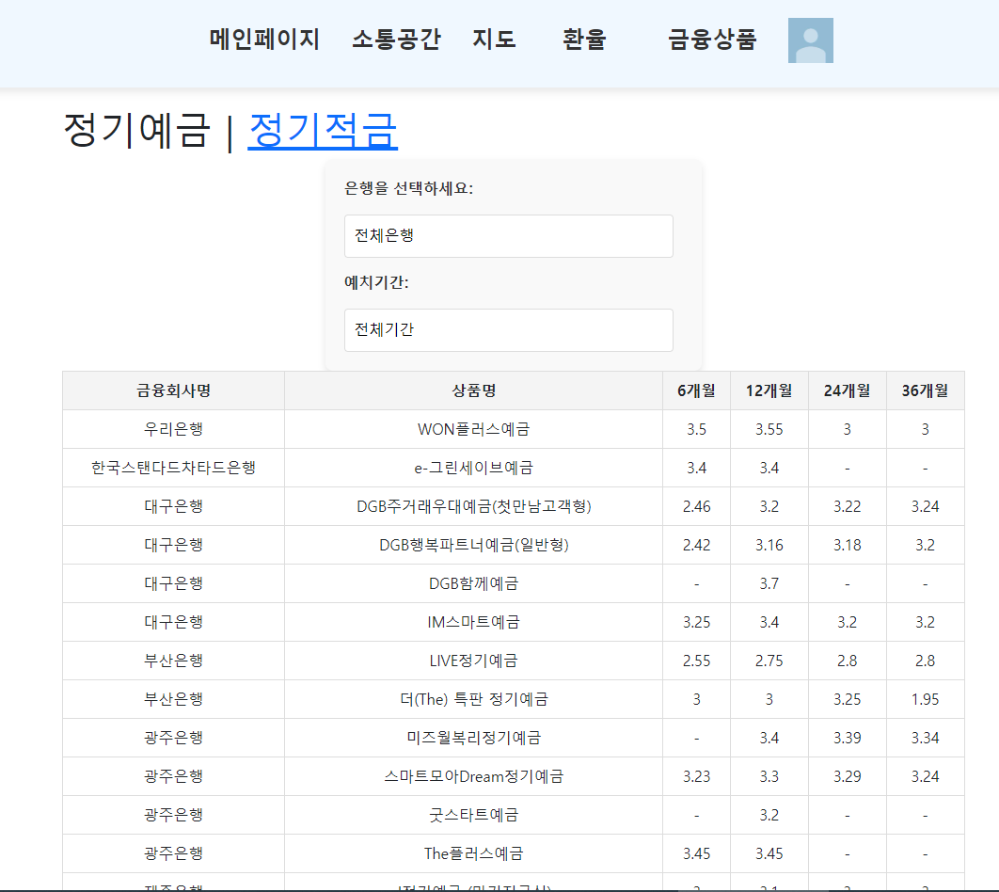 메인페이지 소통공간 지도 환율 금융상품
정기예금 | 정기적금
은행을 선택하세요:
전체은행
예치기간:
전체기간
금융회사명 상품명 6개월 12개월 24개월 36개월
우리은행 WON플러스예금 3.5 3.55 3 3
한국스탠다드차타드은행 e-그린세이브예금 3.4 3.4 - -
대구은행 DGB주거래우대예금(첫만남고객형) 2.46 3.2 3.22 3.24
대구은행 DGB행복파트너예금(일반형) 2.42 3.16 3.18 3.2
대구은행 DGB함께예금 - 3.7 - -
대구은행 IM스마트예금 3.25 3.4 3.2 3.2
부산은행 LIVE정기예금 2.55 2.75 2.8 2.8
부산은행 더(The) 특판 정기예금 3 3 3.25 1.95
광주은행 미즈월복리정기예금 - 3.4 3.39 3.34
광주은행 스마트모아Dream정기예금 3.23 3.3 3.29 3.24
광주은행 굿스타트예금 - 3.2 - -
광주은행 The플러스예금 3.45 3.45 - -